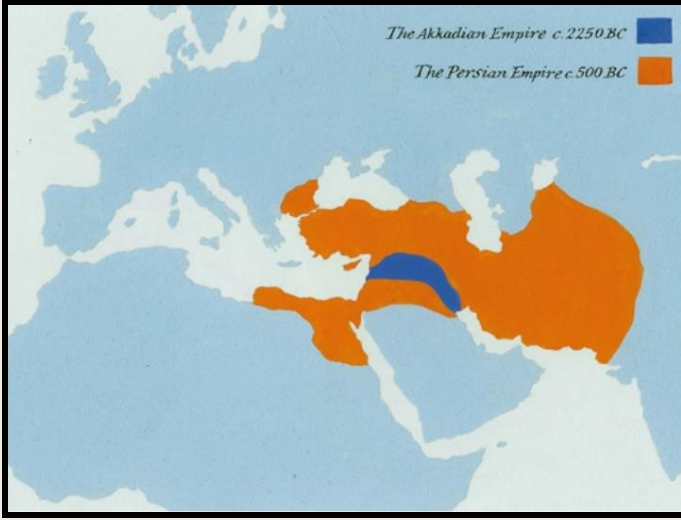 The Akkadian Empire c.2250 BC
The Persian Empire c.500 BC